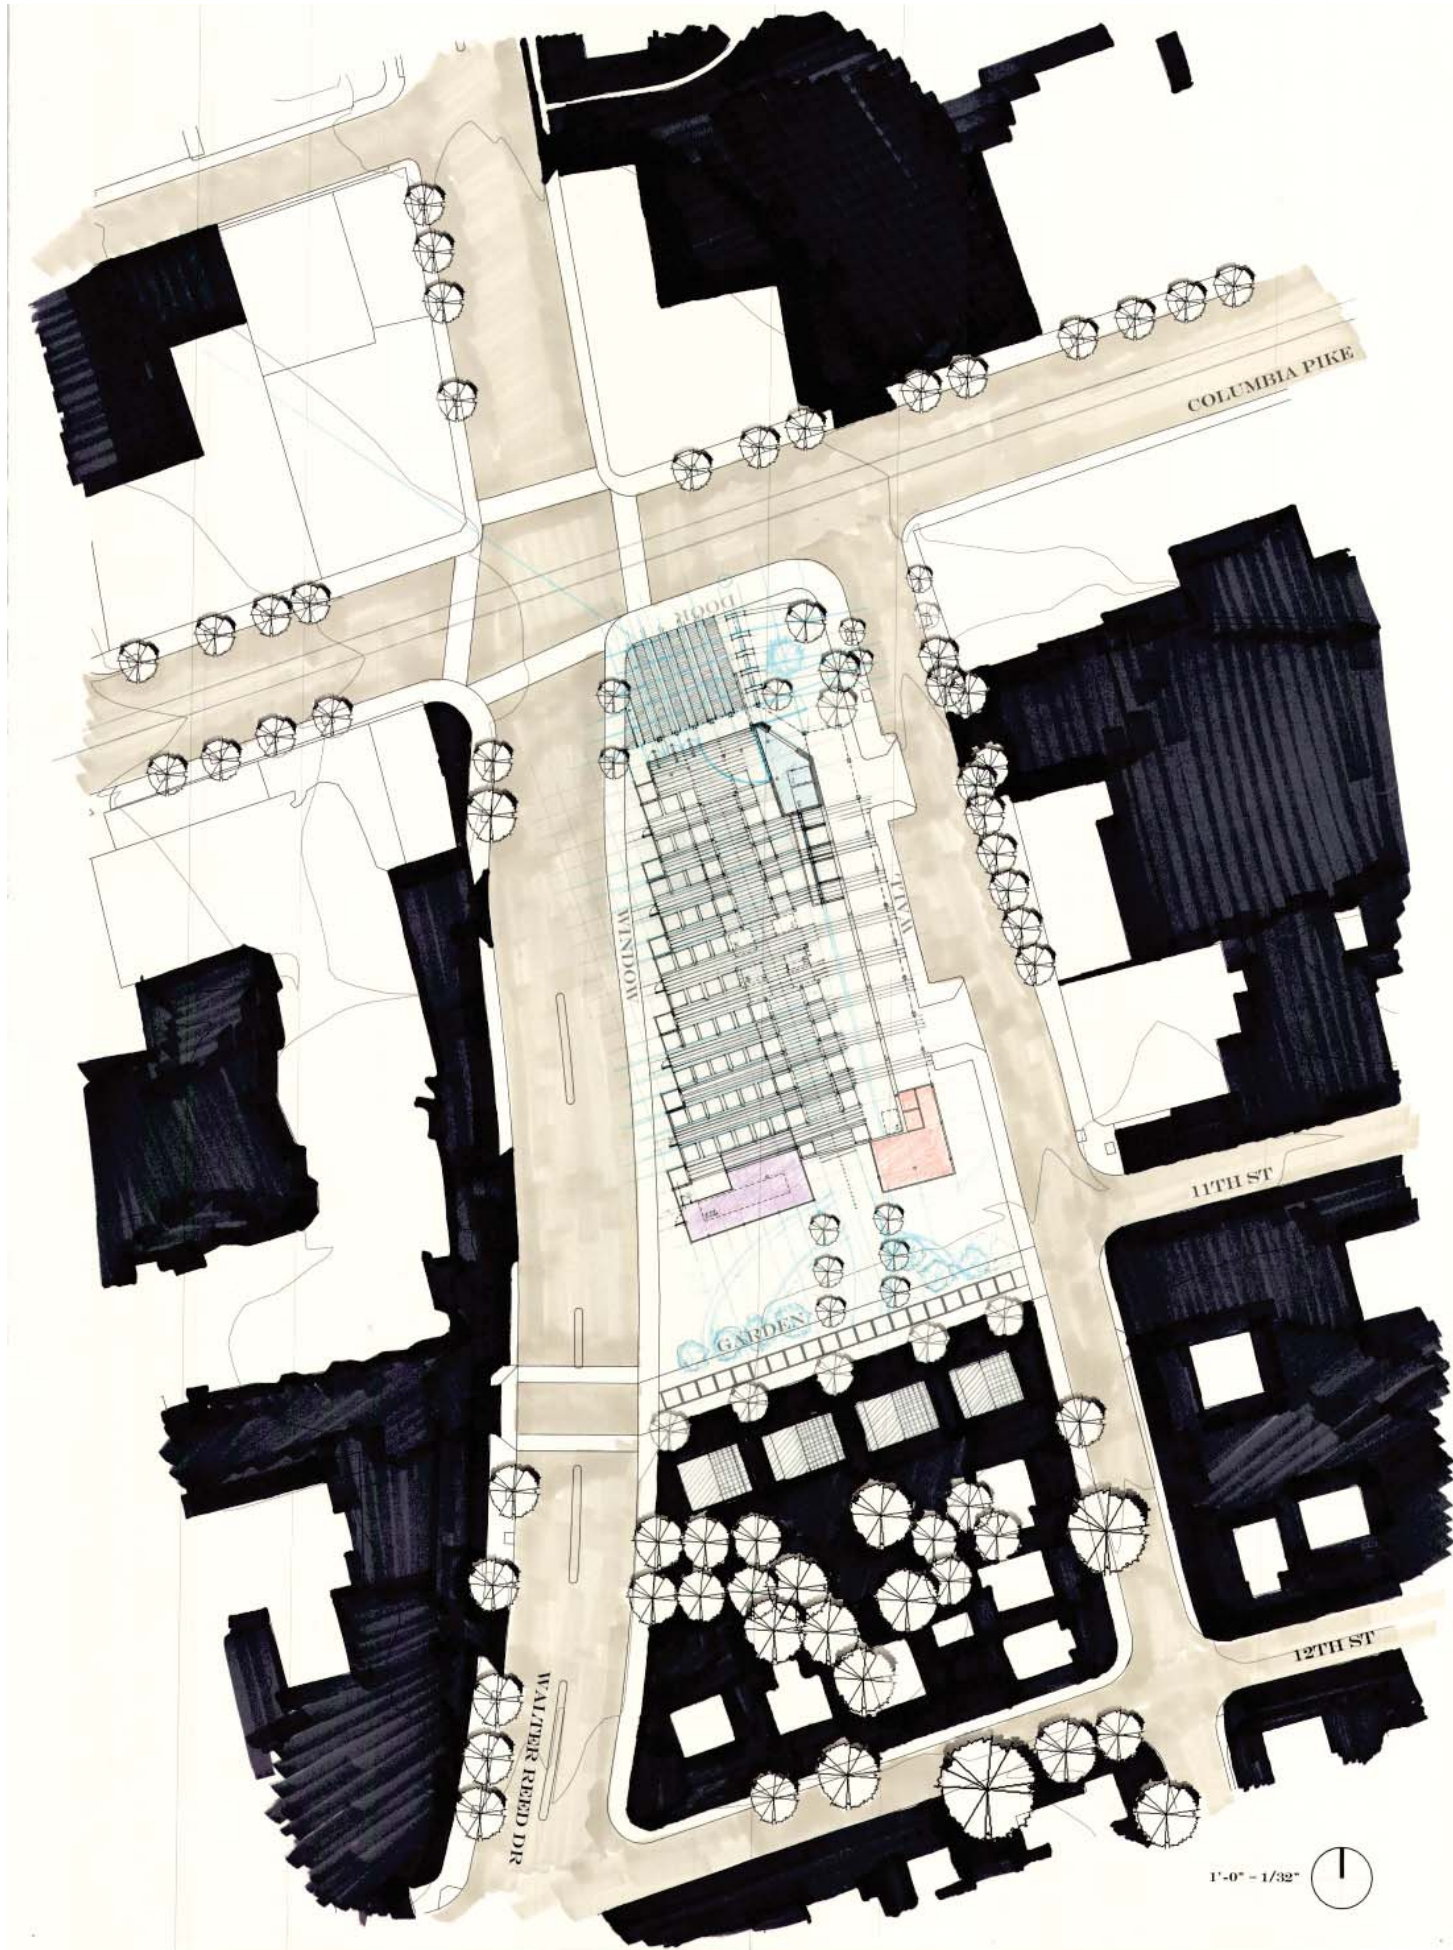 COLUMBIA PIKE
DOOR
WALL
WINDOW
11TH ST
GARDEN
12TH ST
WALTER REED DR
1'-0" - 1/32"